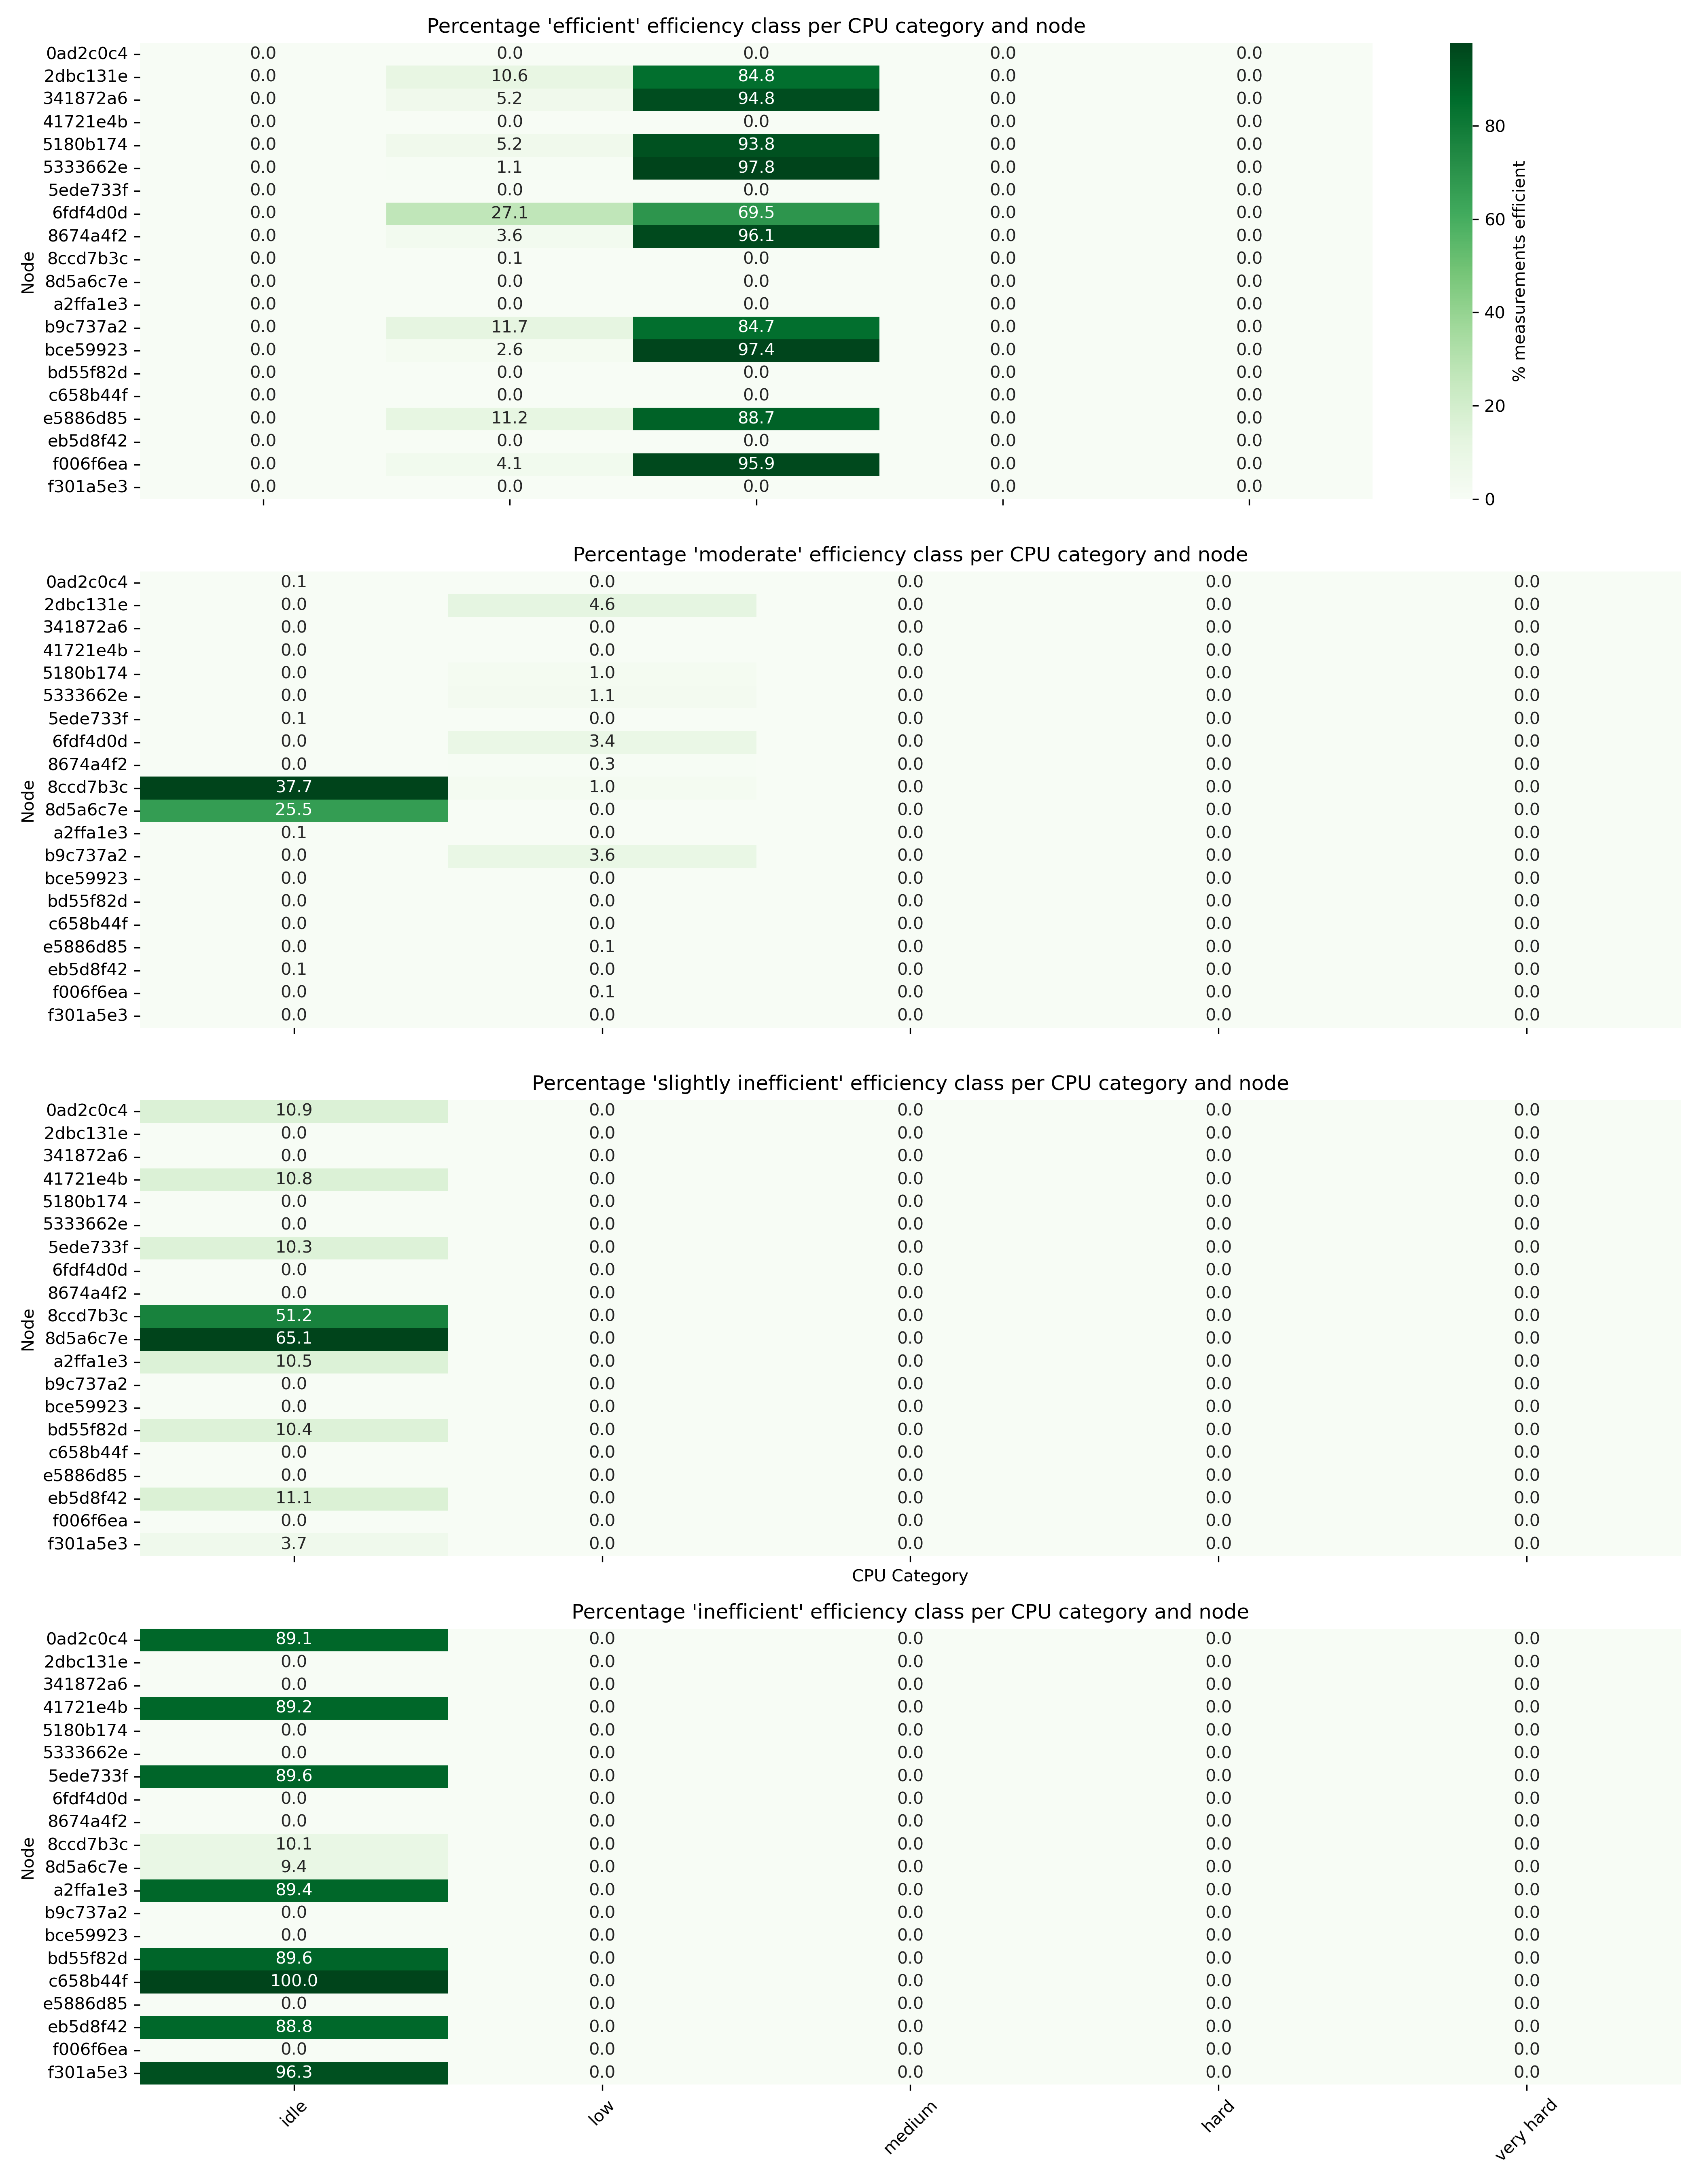 Percentage 'efficient' efficiency class per CPU category and node
0ad2c0c4 0.0 0.0 0.0 0.0 0.0
2dbc131e 0.0 10.6 84.8 0.0 0.0
341872a6 0.0 5.2 94.8 0.0 0.0
41721e4b 0.0 0.0 0.0 0.0 0.0
5180b174 0.0 5.2 93.8 0.0 0.0
5333662e 0.0 1.1 97.8 0.0 0.0
5ede733f 0.0 0.0 0.0 0.0 0.0
6fdf4d0d 0.0 27.1 69.5 0.0 0.0
8674a4f2 0.0 3.6 96.1 0.0 0.0
8ccd7b3c 0.0 0.1 0.0 0.0 0.0
8d5a6c7e 0.0 0.0 0.0 0.0 0.0
a2ffa1e3 0.0 0.0 0.0 0.0 0.0
b9c737a2 0.0 11.7 84.7 0.0 0.0
bce59923 0.0 2.6 97.4 0.0 0.0
bd55f82d 0.0 0.0 0.0 0.0 0.0
c658b44f 0.0 0.0 0.0 0.0 0.0
e5886d85 0.0 11.2 88.7 0.0 0.0
eb5d8f42 0.0 0.0 0.0 0.0 0.0
f006f6ea 0.0 4.1 95.9 0.0 0.0
f301a5e3 0.0 0.0 0.0 0.0 0.0
Node
80
60
40
20
0
% measurements efficient
Percentage 'moderate' efficiency class per CPU category and node
0ad2c0c4 0.1 0.0 0.0 0.0 0.0
2dbc131e 0.0 4.6 0.0 0.0 0.0
341872a6 0.0 0.0 0.0 0.0 0.0
41721e4b 0.0 0.0 0.0 0.0 0.0
5180b174 0.0 1.0 0.0 0.0 0.0
5333662e 0.0 1.1 0.0 0.0 0.0
5ede733f 0.1 0.0 0.0 0.0 0.0
6fdf4d0d 0.0 3.4 0.0 0.0 0.0
8674a4f2 0.0 0.3 0.0 0.0 0.0
8ccd7b3c 37.7 1.0 0.0 0.0 0.0
8d5a6c7e 25.5 0.0 0.0 0.0 0.0
a2ffa1e3 0.1 0.0 0.0 0.0 0.0
b9c737a2 0.0 3.6 0.0 0.0 0.0
bce59923 0.0 0.0 0.0 0.0 0.0
bd55f82d 0.0 0.0 0.0 0.0 0.0
c658b44f 0.0 0.0 0.0 0.0 0.0
e5886d85 0.0 0.1 0.0 0.0 0.0
eb5d8f42 0.1 0.0 0.0 0.0 0.0
f006f6ea 0.0 0.1 0.0 0.0 0.0
f301a5e3 0.0 0.0 0.0 0.0 0.0
Node
Percentage 'slightly inefficient' efficiency class per CPU category and node
0ad2c0c4 10.9 0.0 0.0 0.0 0.0
2dbc131e 0.0 0.0 0.0 0.0 0.0
341872a6 0.0 0.0 0.0 0.0 0.0
41721e4b 10.8 0.0 0.0 0.0 0.0
5180b174 0.0 0.0 0.0 0.0 0.0
5333662e 0.0 0.0 0.0 0.0 0.0
5ede733f 10.3 0.0 0.0 0.0 0.0
6fdf4d0d 0.0 0.0 0.0 0.0 0.0
8674a4f2 0.0 0.0 0.0 0.0 0.0
8ccd7b3c 51.2 0.0 0.0 0.0 0.0
8d5a6c7e 65.1 0.0 0.0 0.0 0.0
a2ffa1e3 10.5 0.0 0.0 0.0 0.0
b9c737a2 0.0 0.0 0.0 0.0 0.0
bce59923 0.0 0.0 0.0 0.0 0.0
bd55f82d 10.4 0.0 0.0 0.0 0.0
c658b44f 0.0 0.0 0.0 0.0 0.0
e5886d85 0.0 0.0 0.0 0.0 0.0
eb5d8f42 11.1 0.0 0.0 0.0 0.0
f006f6ea 0.0 0.0 0.0 0.0 0.0
f301a5e3 3.7 0.0 0.0 0.0 0.0
Node
CPU Category
Percentage 'inefficient' efficiency class per CPU category and node
0ad2c0c4 89.1 0.0 0.0 0.0 0.0
2dbc131e 0.0 0.0 0.0 0.0 0.0
341872a6 0.0 0.0 0.0 0.0 0.0
41721e4b 89.2 0.0 0.0 0.0 0.0
5180b174 0.0 0.0 0.0 0.0 0.0
5333662e 0.0 0.0 0.0 0.0 0.0
5ede733f 89.6 0.0 0.0 0.0 0.0
6fdf4d0d 0.0 0.0 0.0 0.0 0.0
8674a4f2 0.0 0.0 0.0 0.0 0.0
8ccd7b3c 10.1 0.0 0.0 0.0 0.0
8d5a6c7e 9.4 0.0 0.0 0.0 0.0
a2ffa1e3 89.4 0.0 0.0 0.0 0.0
b9c737a2 0.0 0.0 0.0 0.0 0.0
bce59923 0.0 0.0 0.0 0.0 0.0
bd55f82d 89.6 0.0 0.0 0.0 0.0
c658b44f 100.0 0.0 0.0 0.0 0.0
e5886d85 0.0 0.0 0.0 0.0 0.0
eb5d8f42 88.8 0.0 0.0 0.0 0.0
f006f6ea 0.0 0.0 0.0 0.0 0.0
f301a5e3 96.3 0.0 0.0 0.0 0.0
Node
idle low medium hard very hard